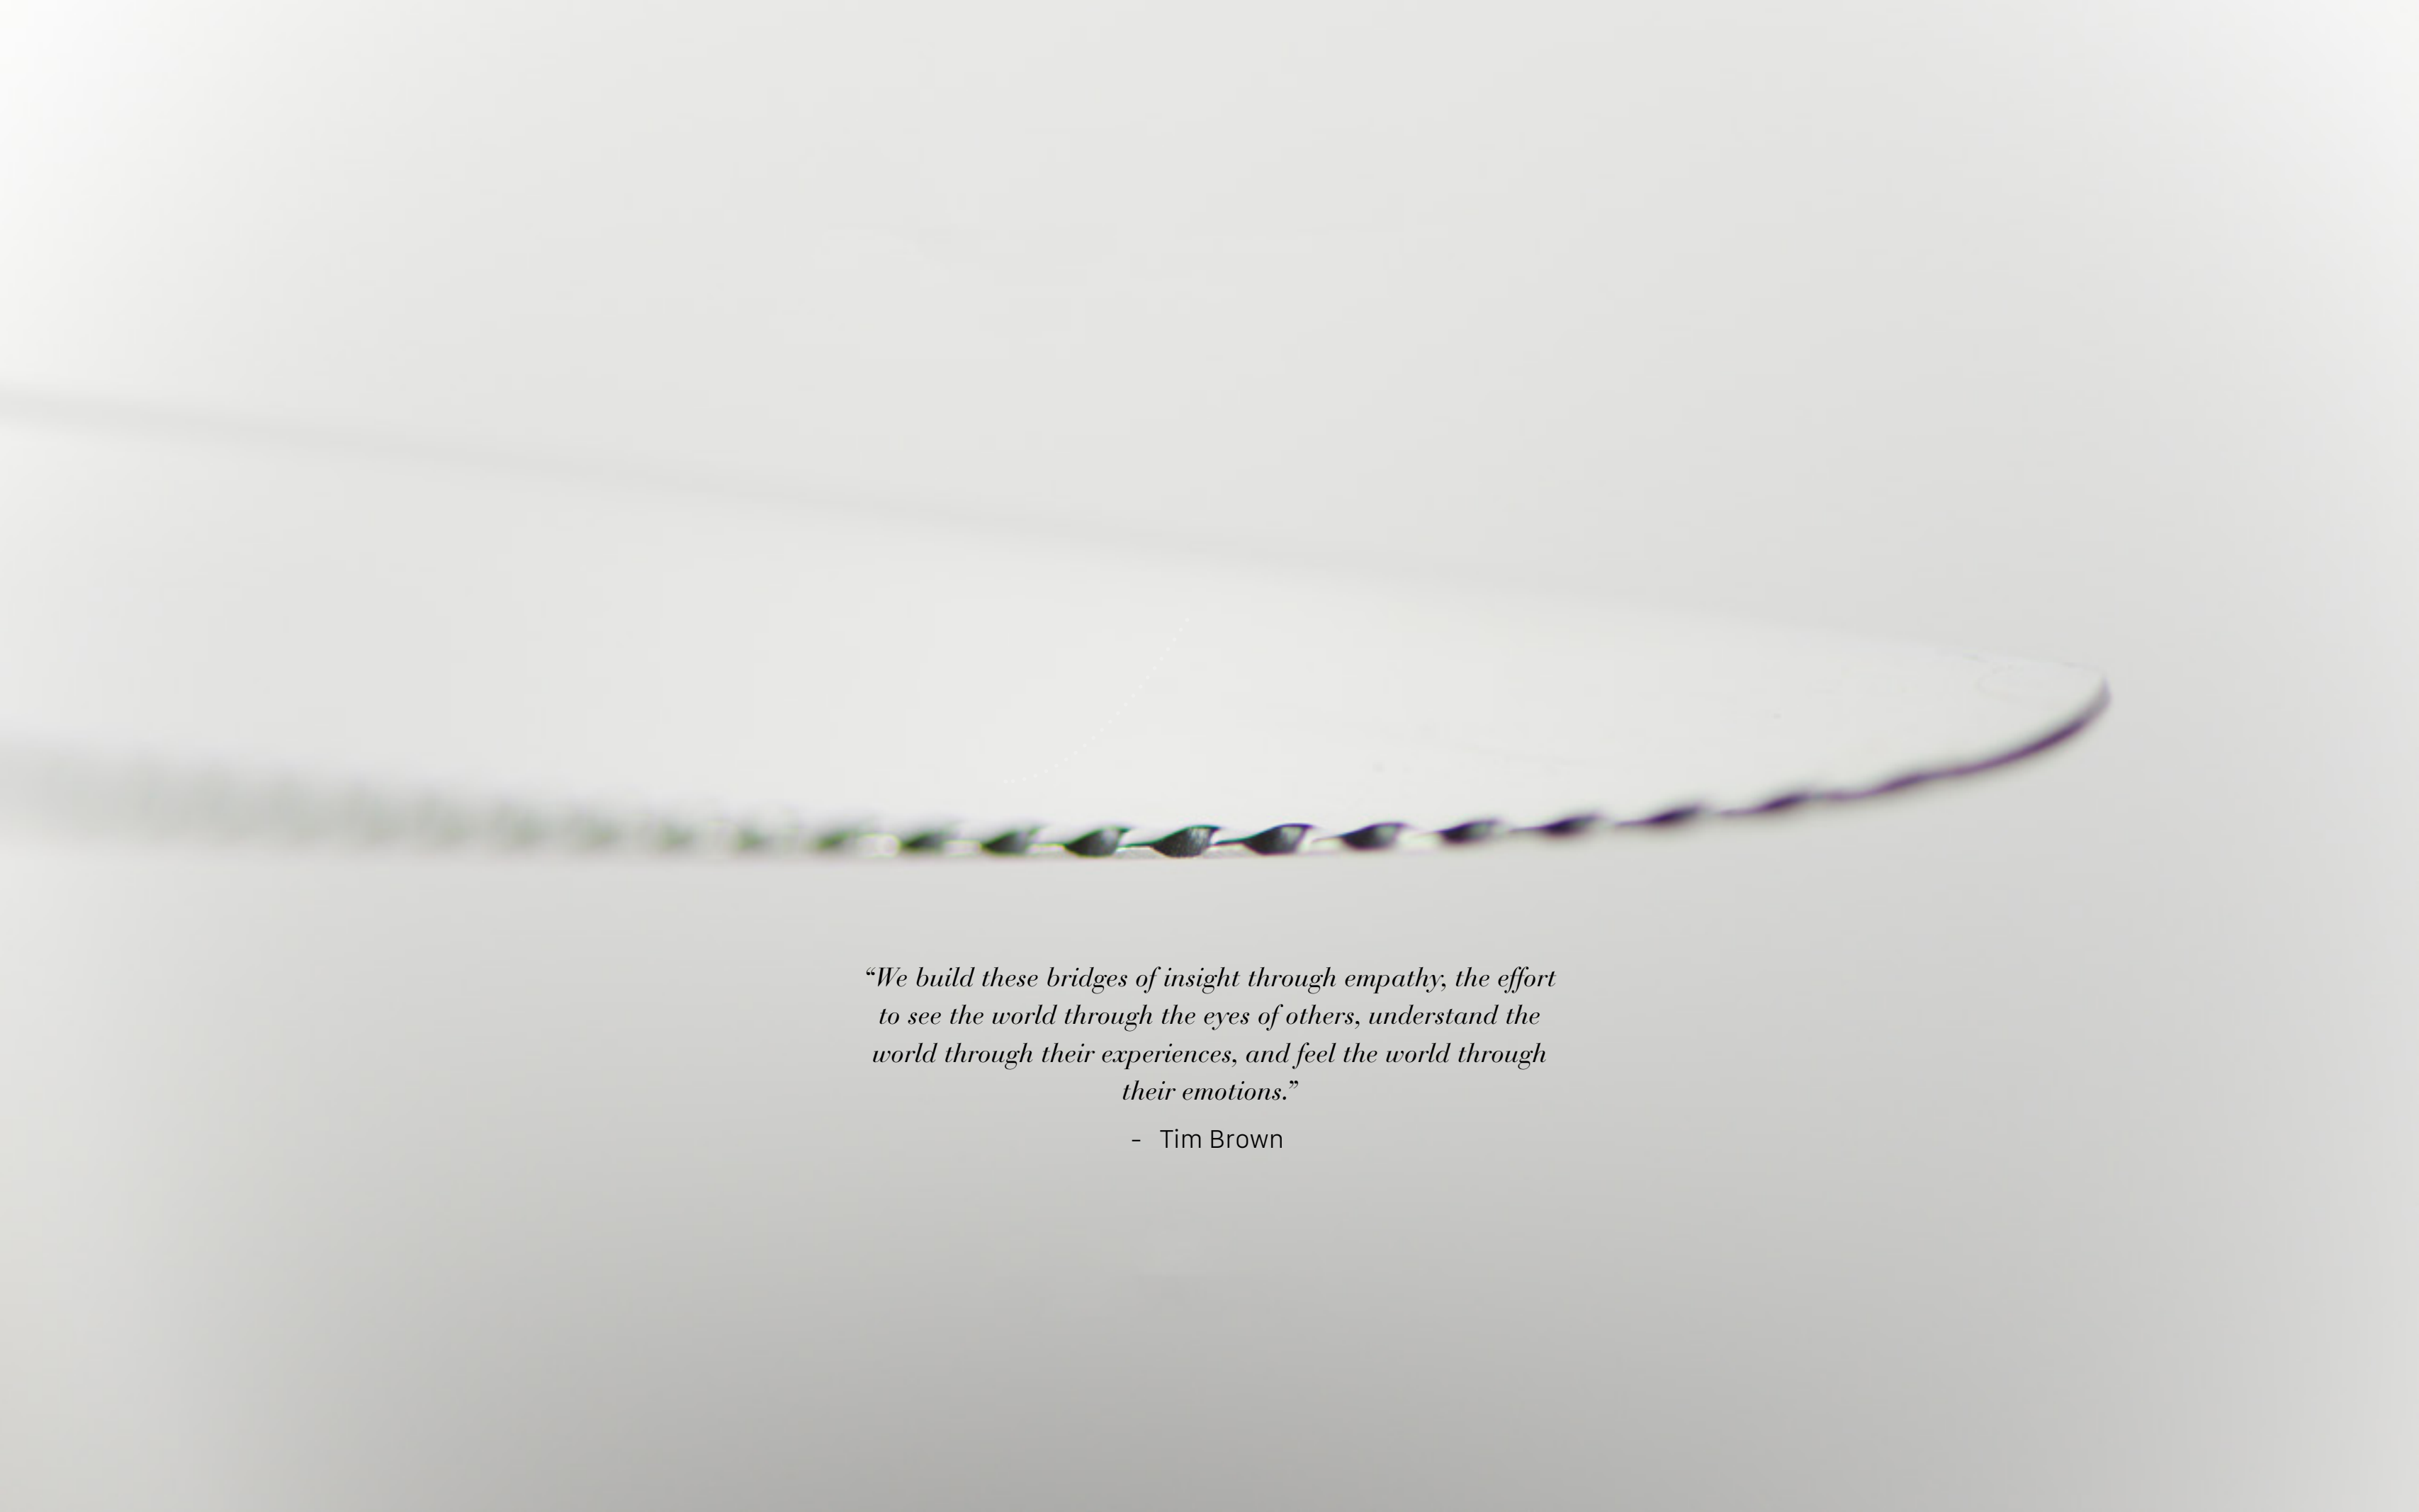 “We build these bridges of insight through empathy, the effort
to see the world through the eyes of others, understand the
world through their experiences, and feel the world through
their emotions.”
- Tim Brown